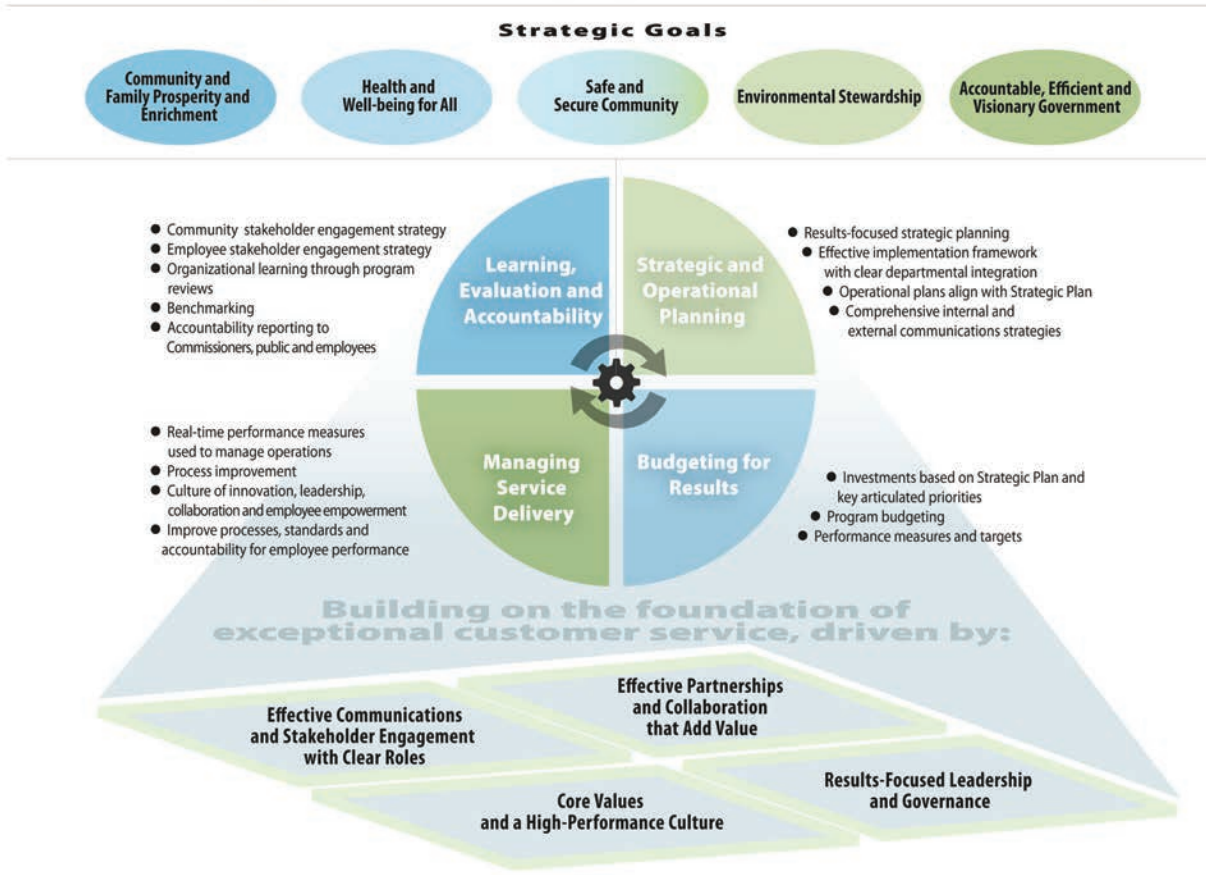 Strategic Goals
Community and
Family Prosperity and
Enrichment
Health and
Well-being for All
Safe and
Secure Community
Environmental Stewardship
Accountable, Efficient and
Visionary Government
● Community stakeholder engagement strategy
● Employee stakeholder engagement strategy
● Organizational learning through program
reviews
● Benchmarking
● Accountability reporting to
Commissioners, public and employees
Learning,
Evaluation and
Accountability
Strategic and
Operational
Planning
● Results-focused strategic planning
● Effective implementation framework
with clear departmental integration
● Operational plans align with Strategic Plan
● Comprehensive internal and
external communications strategies
● Real-time performance measures
used to manage operations
● Process improvement
● Culture of innovation, leadership,
collaboration and employee empowerment
● Improve processes, standards and
accountability for employee performance
Managing
Service
Delivery
Budgeting for
Results
● Investments based on Strategic Plan and
key articulated priorities
● Program budgeting
● Performance measures and targets
Building on the foundation of
exceptional customer service, driven by:
Effective Communications
and Stakeholder Engagement
with Clear Roles
Effective Partnerships
and Collaboration
that Add Value
Core Values
and a High-Performance Culture
Results-Focused Leadership
and Governance